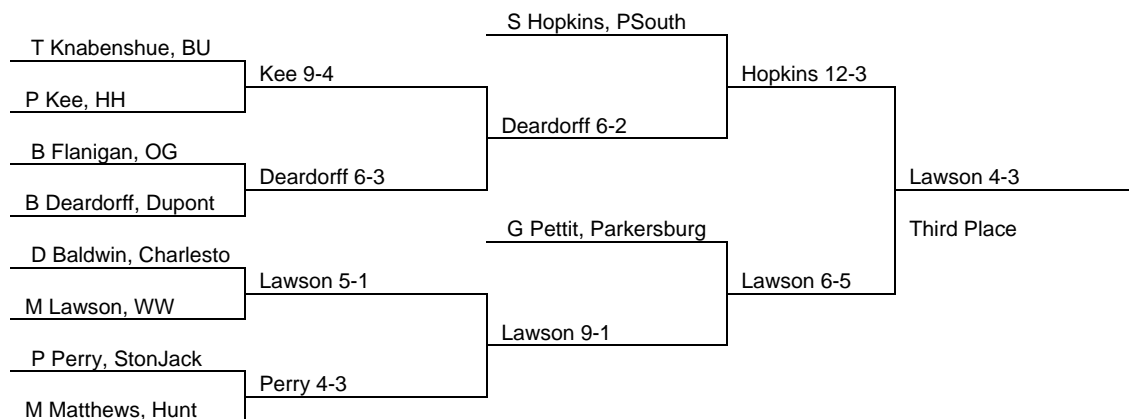 S Hopkins, PSouth
T Knabenshue, BU
Kee 9-4
Hopkins 12-3
P Kee, HH
Deardorff 6-2
B Flanigan, OG
Deardorff 6-3
Lawson 4-3
B Deardorff, Dupont
G Pettit, Parkersburg
Third Place
D Baldwin, Charlesto
Lawson 5-1
Lawson 6-5
M Lawson, WW
Lawson 9-1
P Perry, StonJack
Perry 4-3
M Matthews, Hunt